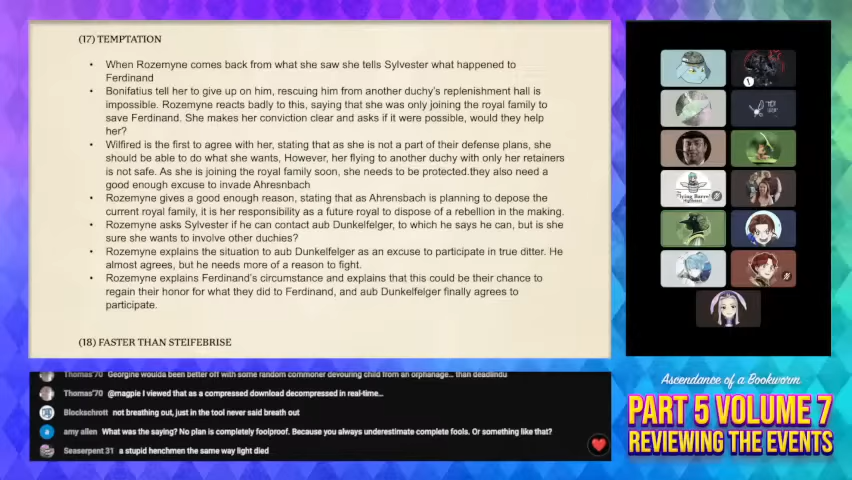 (17) TEMPTATION
When Rozemyne comes back from what she saw she tells Sylvester what happened to
Ferdinand
Bonifatius tell her to give up on him, rescuing him from another duchy's replenishment hall is
impossible. Rozemyne reacts badly to this, saying that she was only joining the royal family to
save Ferdinand. She makes her conviction clear and asks if it were possible, would they help
her?
Wilfired is the first to agree with her, stating that as she is not a part of their defense plans, she
should be able to do what she wants, However, her flying to another duchy with only her retainers
is not safe. As she is joining the royal family soon, she needs to be protected.they also need a
good enough excuse to invade Ahresnbach
Rozemyne gives a good enough reason, stating that as Ahrensbach is planning to depose the
current royal family, it is her responsibility as a future royal to dispose of a rebellion in the making.
Rozemyne asks Sylvester if he can contact aub Dunkelfelger, to which he says he can, but is she
sure she wants to involve other duchies?
Rozemyne explains the situation to aub Dunkelfelger as an excuse to participate in true ditter. He
almost agrees, but he needs more of a reason to fight.
Rozemyne explains Ferdinand's circumstance and explains that this could be their chance to
regain their honor for what they did to Ferdinand, and aub Dunkelfelger finally agrees to
participate.
(18) FASTER THAN STEIFEBRISE
Thomas'70 Georgine woulda been better off with some random commoner devouring child from an orphanage... than deadlindu
Thomas'70 @magpie I viewed that as a compressed download decompressed in real-time...
Blockschrott not breathing out, just in the tool never said breath out
amy allen What was the saying? No plan is completely foolproof. Because you always underestimate complete fools. Or something like that?
Seaserpent 31 a stupid henchmen the same way light died
Ascendance of a Bookworm
PART 5 VOLUME 7
REVIEWING THE EVENTS